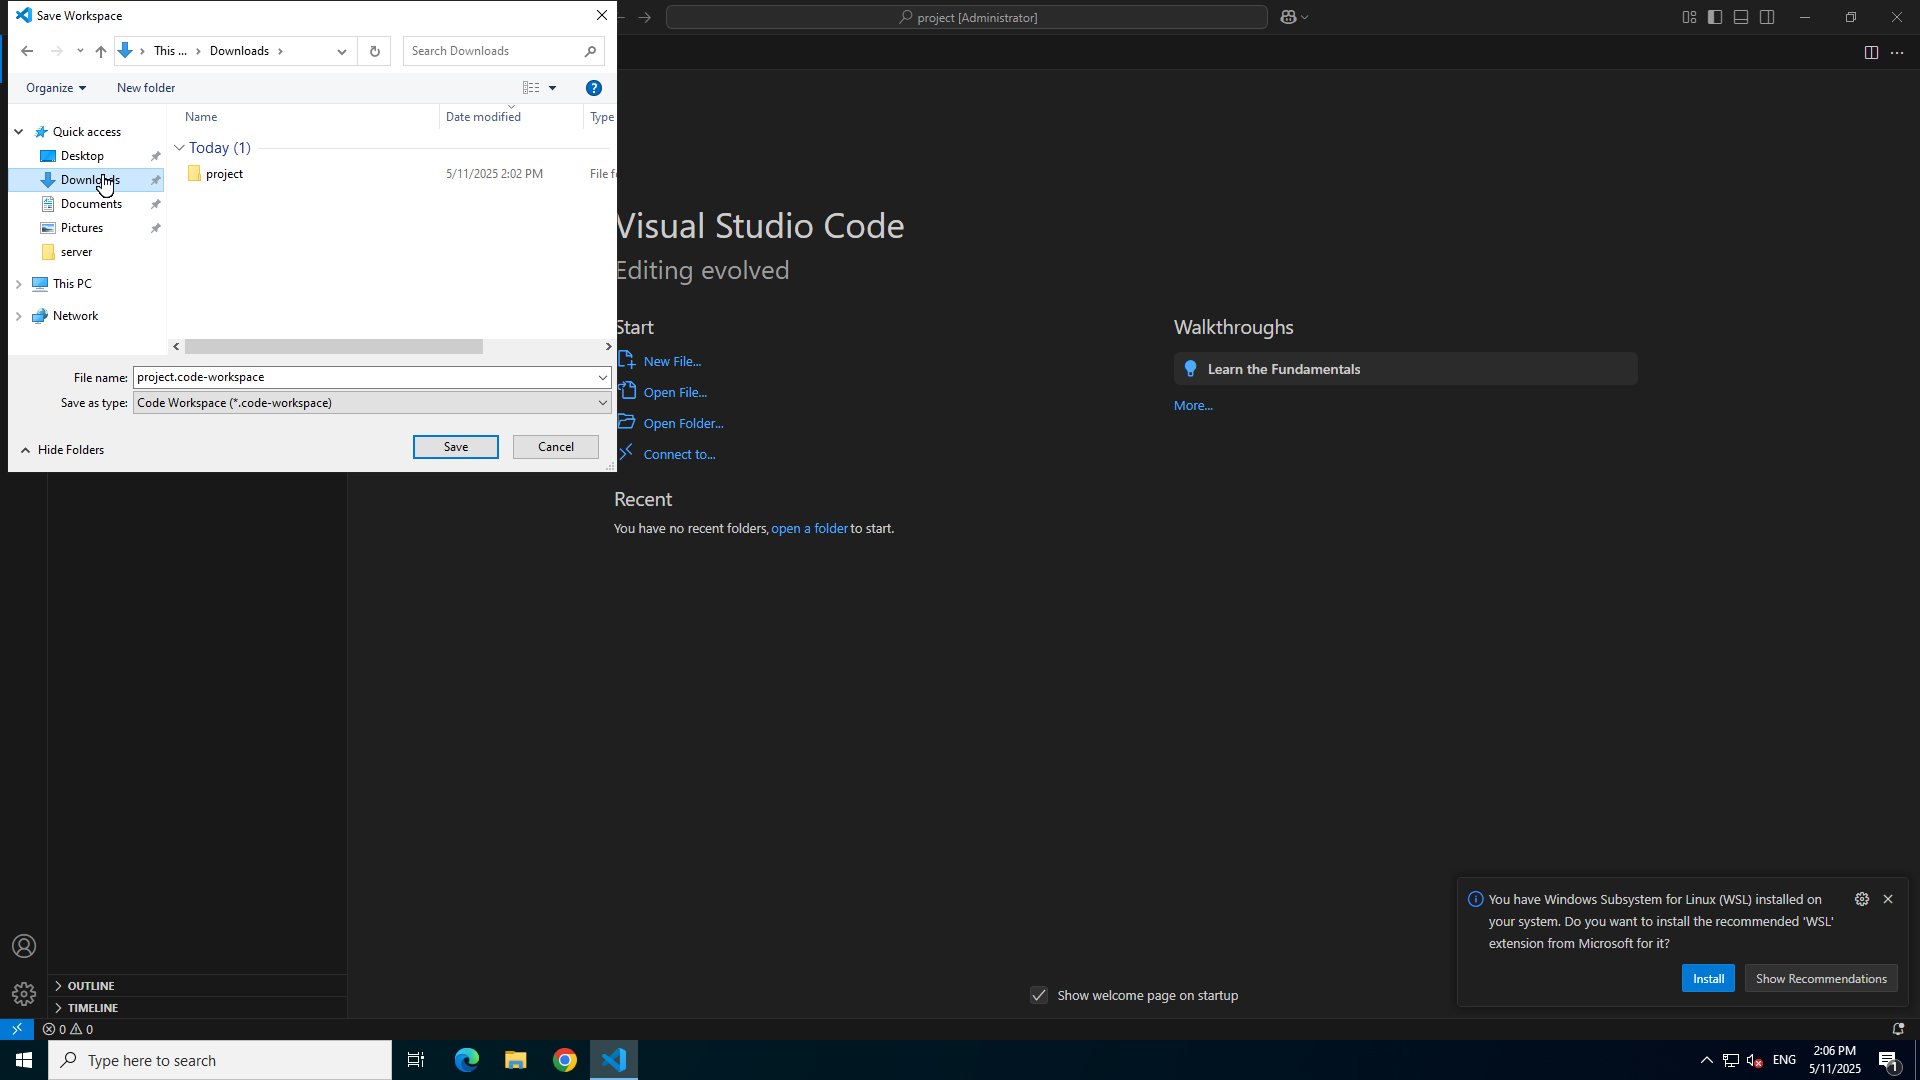 Save Workspace
project [Administrator]
This ...
Downloads
Search Downloads
Organize
New folder
Name
Date modified
Type
Quick access
Desktop
Downloads
Documents
Pictures
server
This PC
Network
Today (1)
project
5/11/2025 2:02 PM
File f
File name:
project.code-workspace
Save as type:
Code Workspace (*.code-workspace)
Hide Folders
Save
Cancel
Visual Studio Code
Editing evolved
Start
New File...
Open File...
Open Folder...
Connect to...
Recent
You have no recent folders, open a folder to start.
Walkthroughs
Learn the Fundamentals
More...
You have Windows Subsystem for Linux (WSL) installed on
your system. Do you want to install the recommended 'WSL'
extension from Microsoft for it?
Install
Show Recommendations
Show welcome page on startup
OUTLINE
TIMELINE
0
0
Type here to search
ENG
2:06 PM
5/11/2025
1